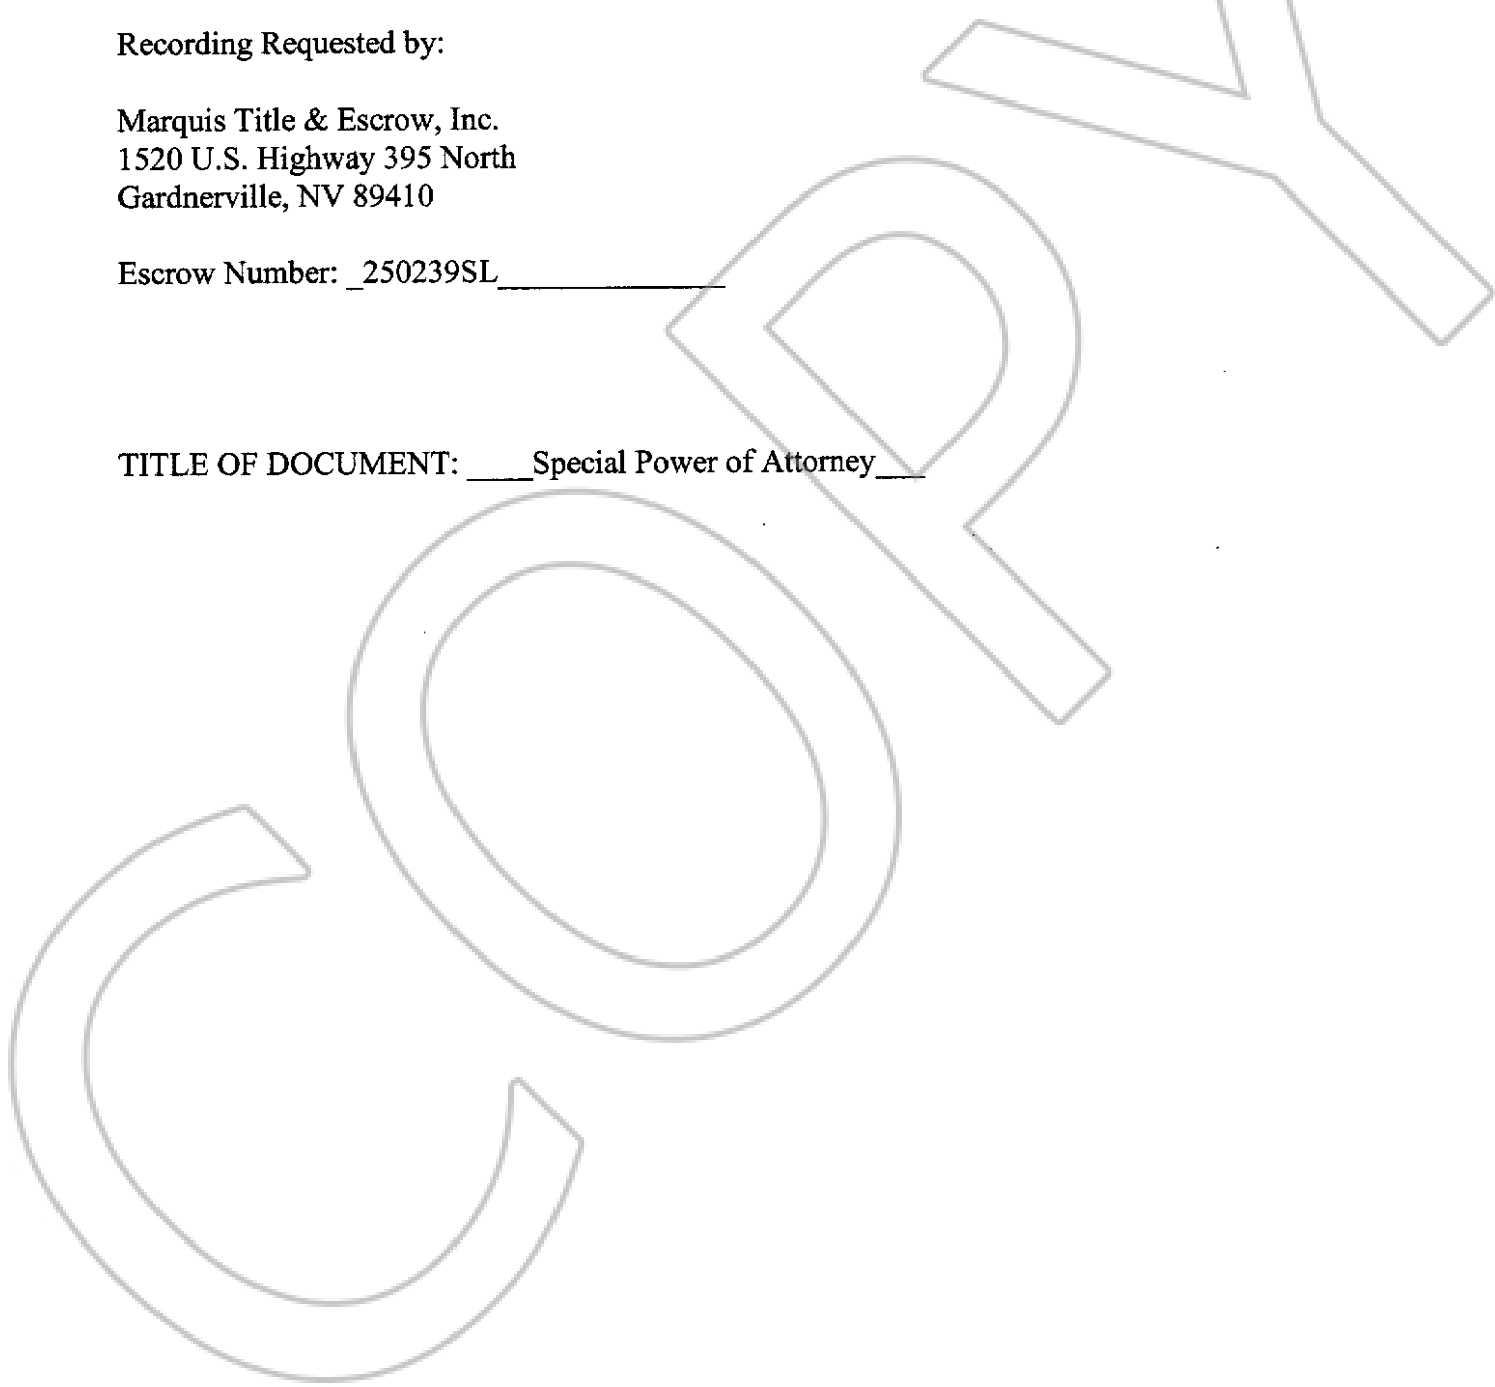 Recording Requested by:
Marquis Title & Escrow, Inc.
1520 U.S. Highway 395 North
Gardnerville, NV 89410
Escrow Number: _250239SL______________
TITLE OF DOCUMENT: ____Special Power of Attorney___
COPY